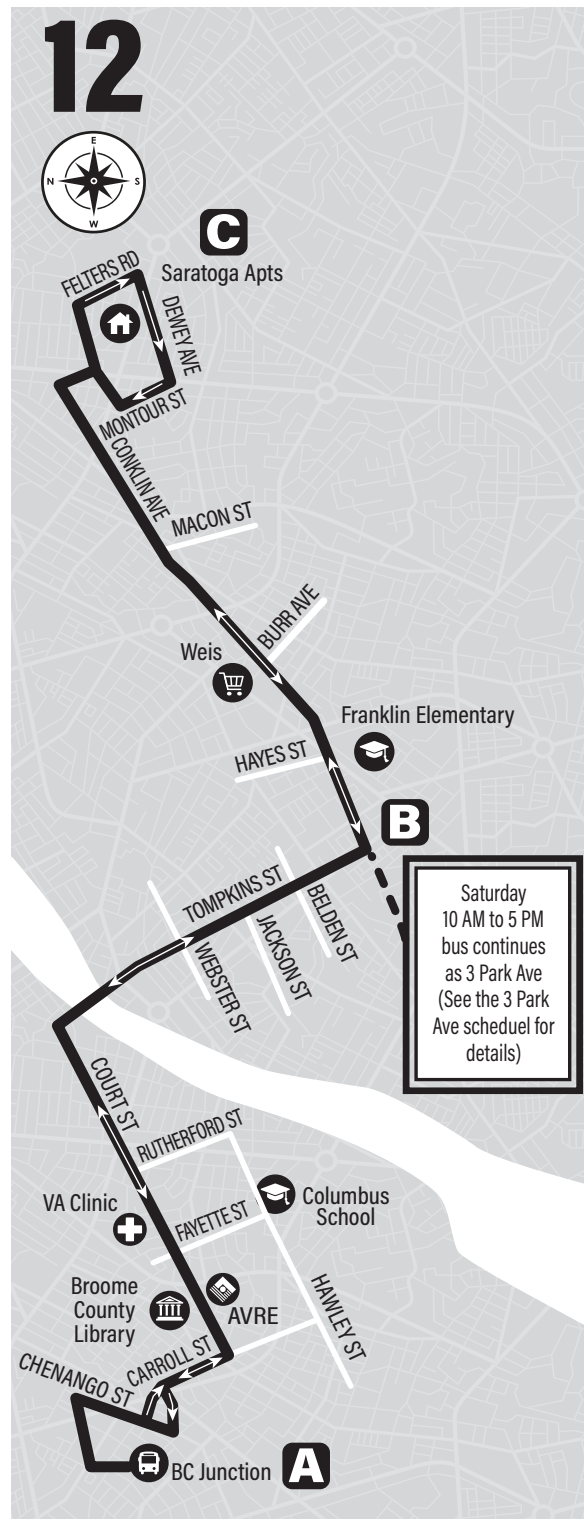 12
E
N
S
W
C
Saratoga Apts
FELTERS RD
DEWEY AVE
MONTOUR ST
CONKLIN AVE
MACON ST
BURR AVE
Weis
Franklin Elementary
HAYES ST
B
TOMPKINS ST
BELDEN ST
JACKSON ST
WEBSTER ST
Saturday
10 AM to 5 PM
bus continues
as 3 Park Ave
(See the 3 Park
Ave scheduel for
details)
COURT ST
RUTHERFORD ST
VA Clinic
FAYETTE ST
Columbus
School
Broome
County
Library
AVRE
HAWLEY ST
CARROLL ST
CHENANGO ST
BC Junction
A